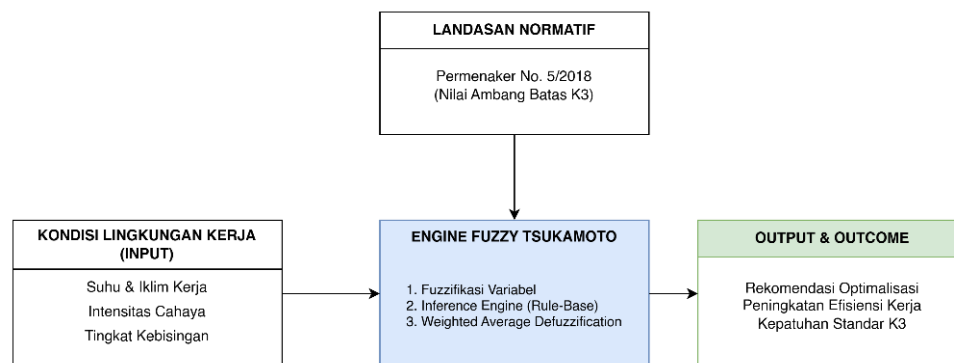 LANDASAN NORMATIF
Permenaker No. 5/2018
(Nilai Ambang Batas K3)
KONDISI LINGKUNGAN KERJA
(INPUT)
Suhu & Iklim Kerja
Intensitas Cahaya
Tingkat Kebisingan
ENGINE FUZZY TSUKAMOTO
1. Fuzzifikasi Variabel
2. Inference Engine (Rule-Base)
3. Weighted Average Defuzzification
OUTPUT & OUTCOME
Rekomendasi Optimalisasi
Peningkatan Efisiensi Kerja
Kepatuhan Standar K3